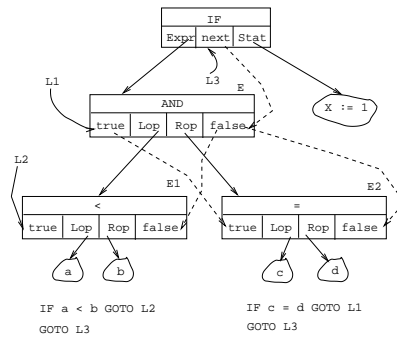 IF
Expr next Stat
L3
L1
E
AND
X := 1
true Lop Rop false
L2
E1
E2
<
=
true Lop Rop false
true Lop Rop false
a
b
c
d
IF a < b GOTO L2
IF c = d GOTO L1
GOTO L3
GOTO L3